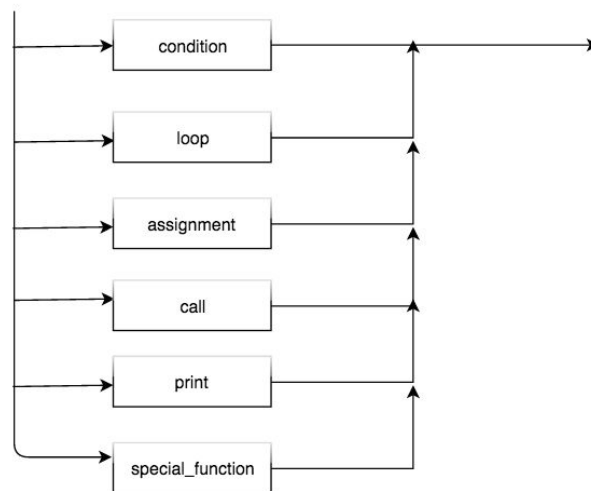 condition
loop
assignment
call
print
special_function